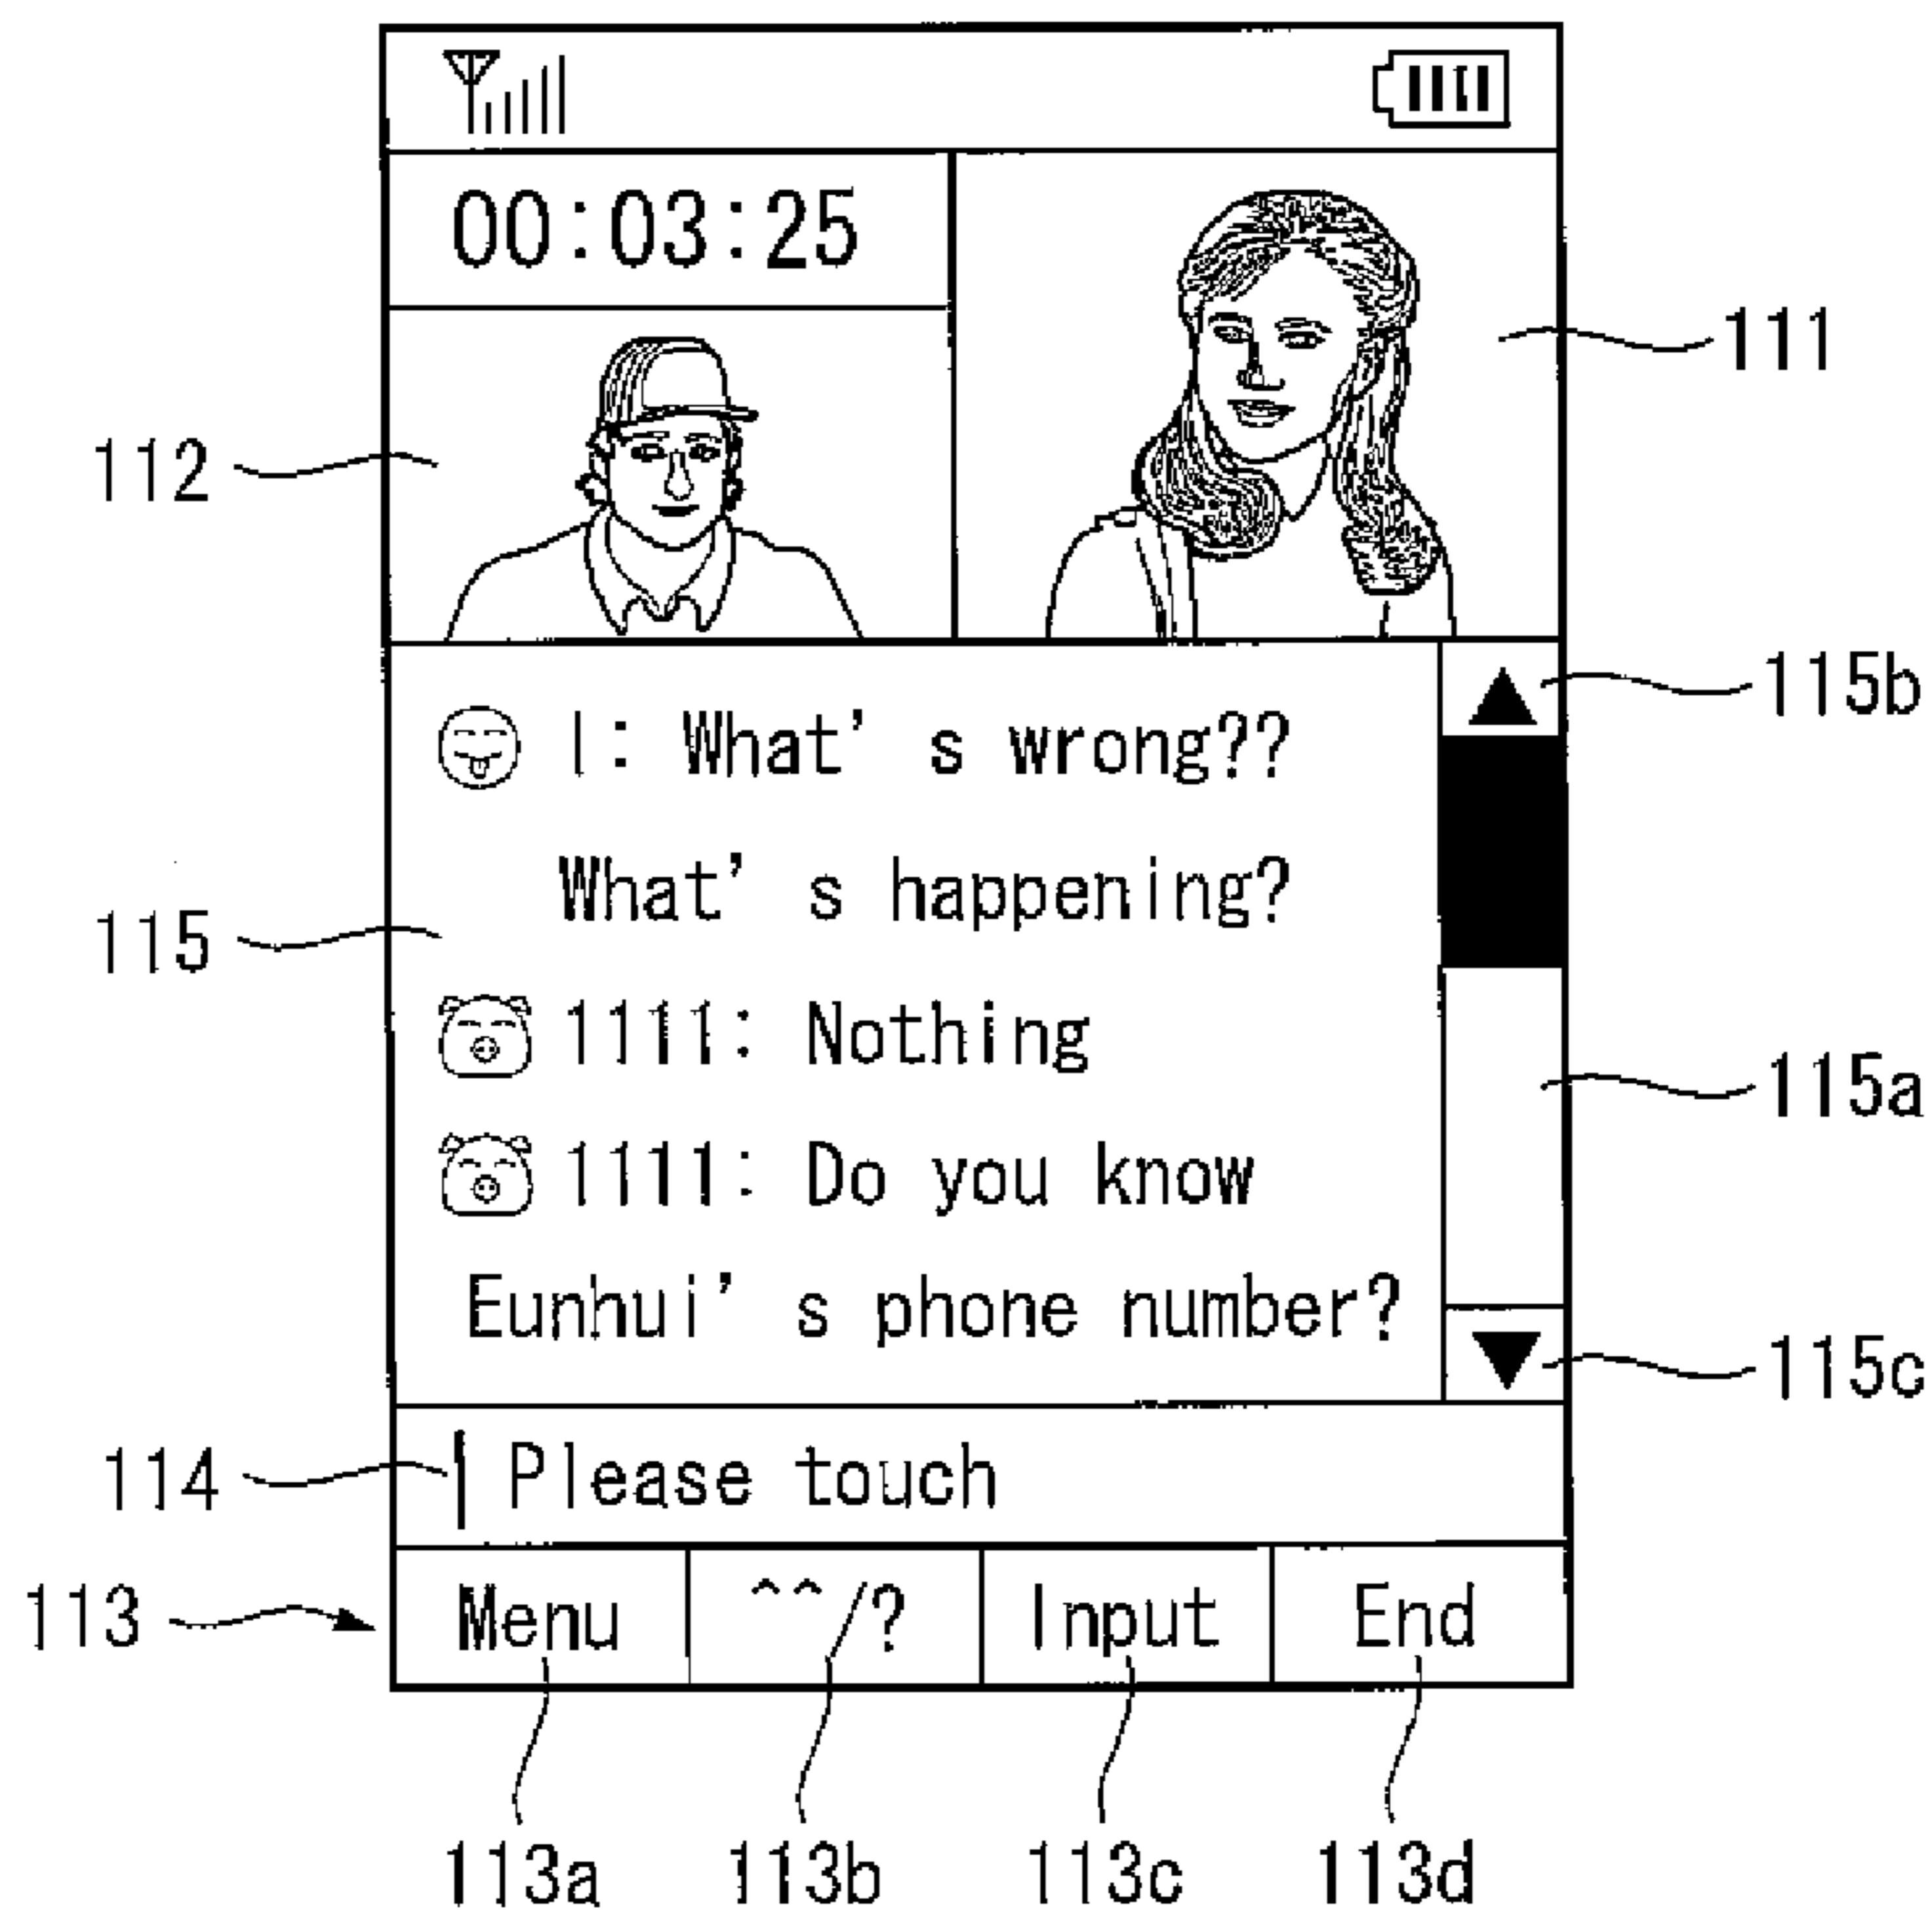 00:03:25
111
112
115b
I: What's wrong??
What's happening?
115
1111: Nothing
115a
1111: Do you know
Eunhui's phone number?
115c
114
Please touch
113
Menu
^^/?
Input
End
113a
113b
113c
113d